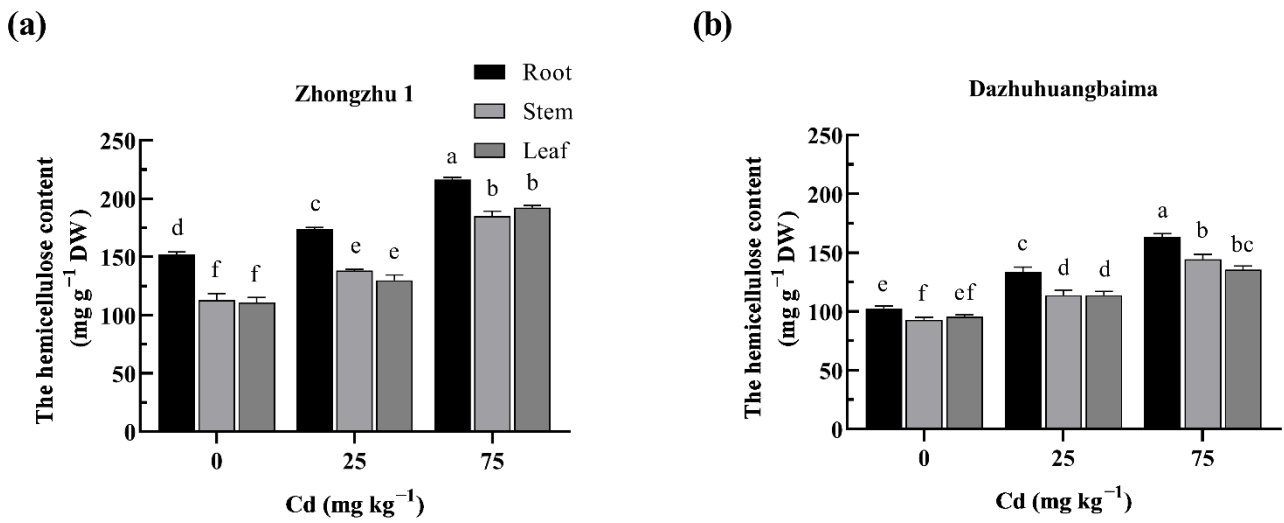 (a)
Zhongzhu 1
Root
Stem
Leaf
The hemicellulose content
(mg g⁻¹ DW)
250
200
150
100
50
0
d
f
f
c
e
e
a
b
b
0
25
75
Cd (mg kg⁻¹)
(b)
Dazhuhuangbaima
The hemicellulose content
(mg g⁻¹ DW)
250
200
150
100
50
0
e
f
ef
c
d
d
a
b
bc
0
25
75
Cd (mg kg⁻¹)